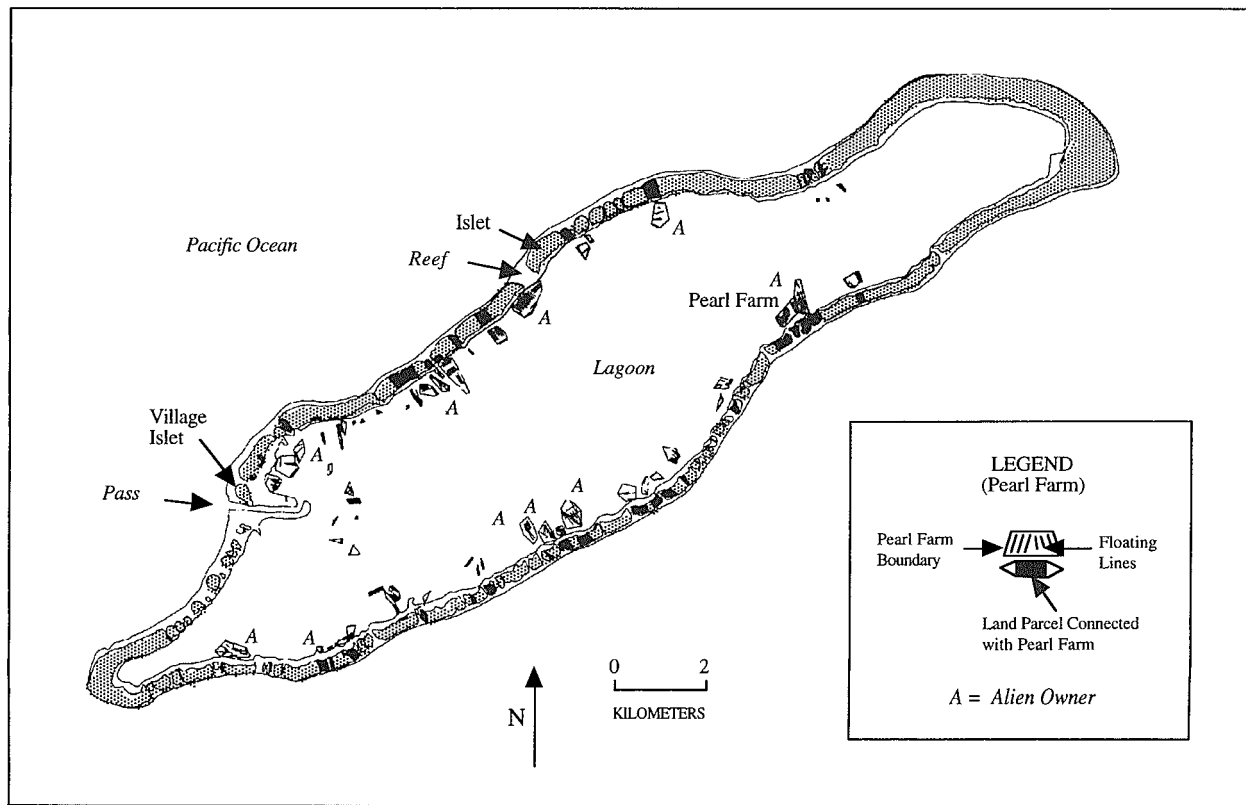 Pacific Ocean
Islet
Reef
A
A
A
Pearl Farm
Lagoon
A
Village
Islet
A
Pass
A
A
A
A
A
0 2
KILOMETERS
N
LEGEND
(Pearl Farm)
Pearl Farm
Boundary
Floating
Lines
Land Parcel Connected
with Pearl Farm
A = Alien Owner